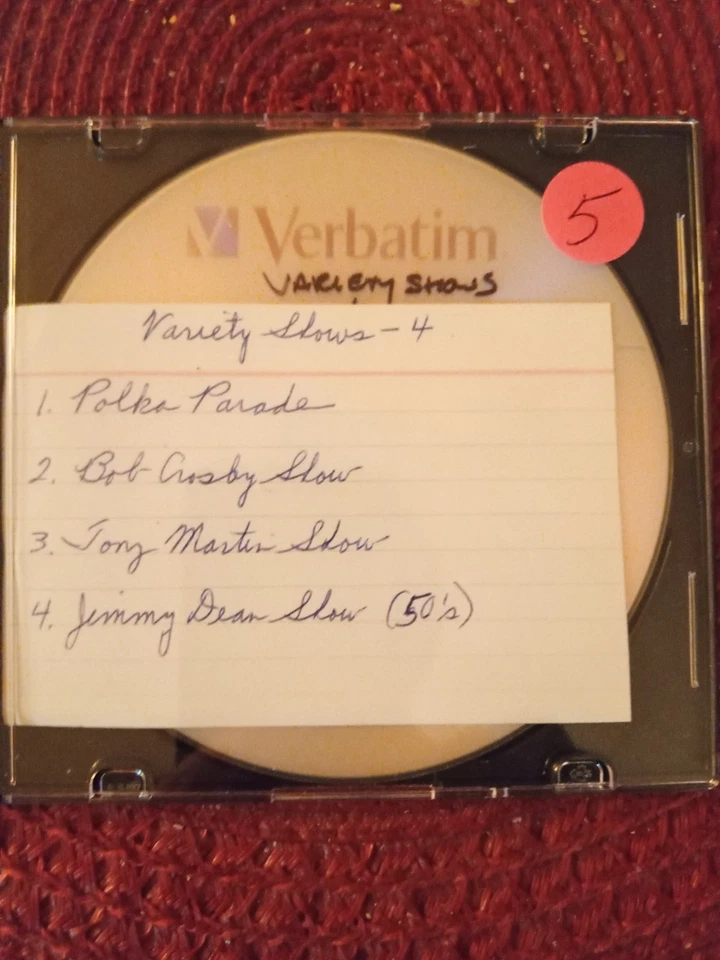 Verbatim
5
VARIETY SHOWS
Variety Shows - 4
1. Polka Parade
2. Bob Crosby Show
3. Tony Martin Show
4. Jimmy Dean Show (50's)